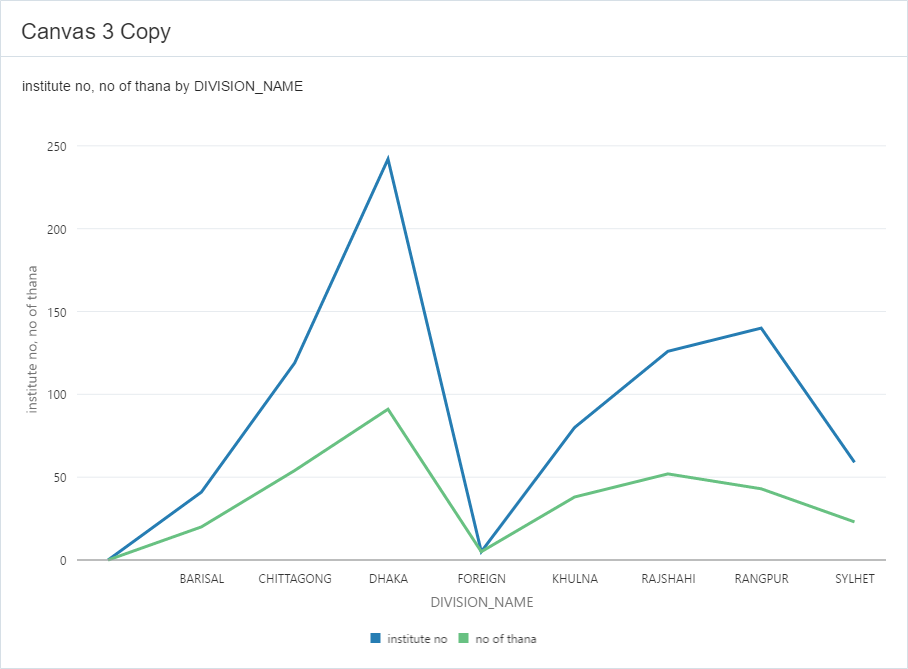 Canvas 3 Copy
institute no, no of thana by DIVISION_NAME
250
200
150
100
50
0
institute no, no of thana
BARISAL CHITTAGONG DHAKA FOREIGN KHULNA RAJSHAHI RANGPUR SYLHET
DIVISION_NAME
institute no no of thana